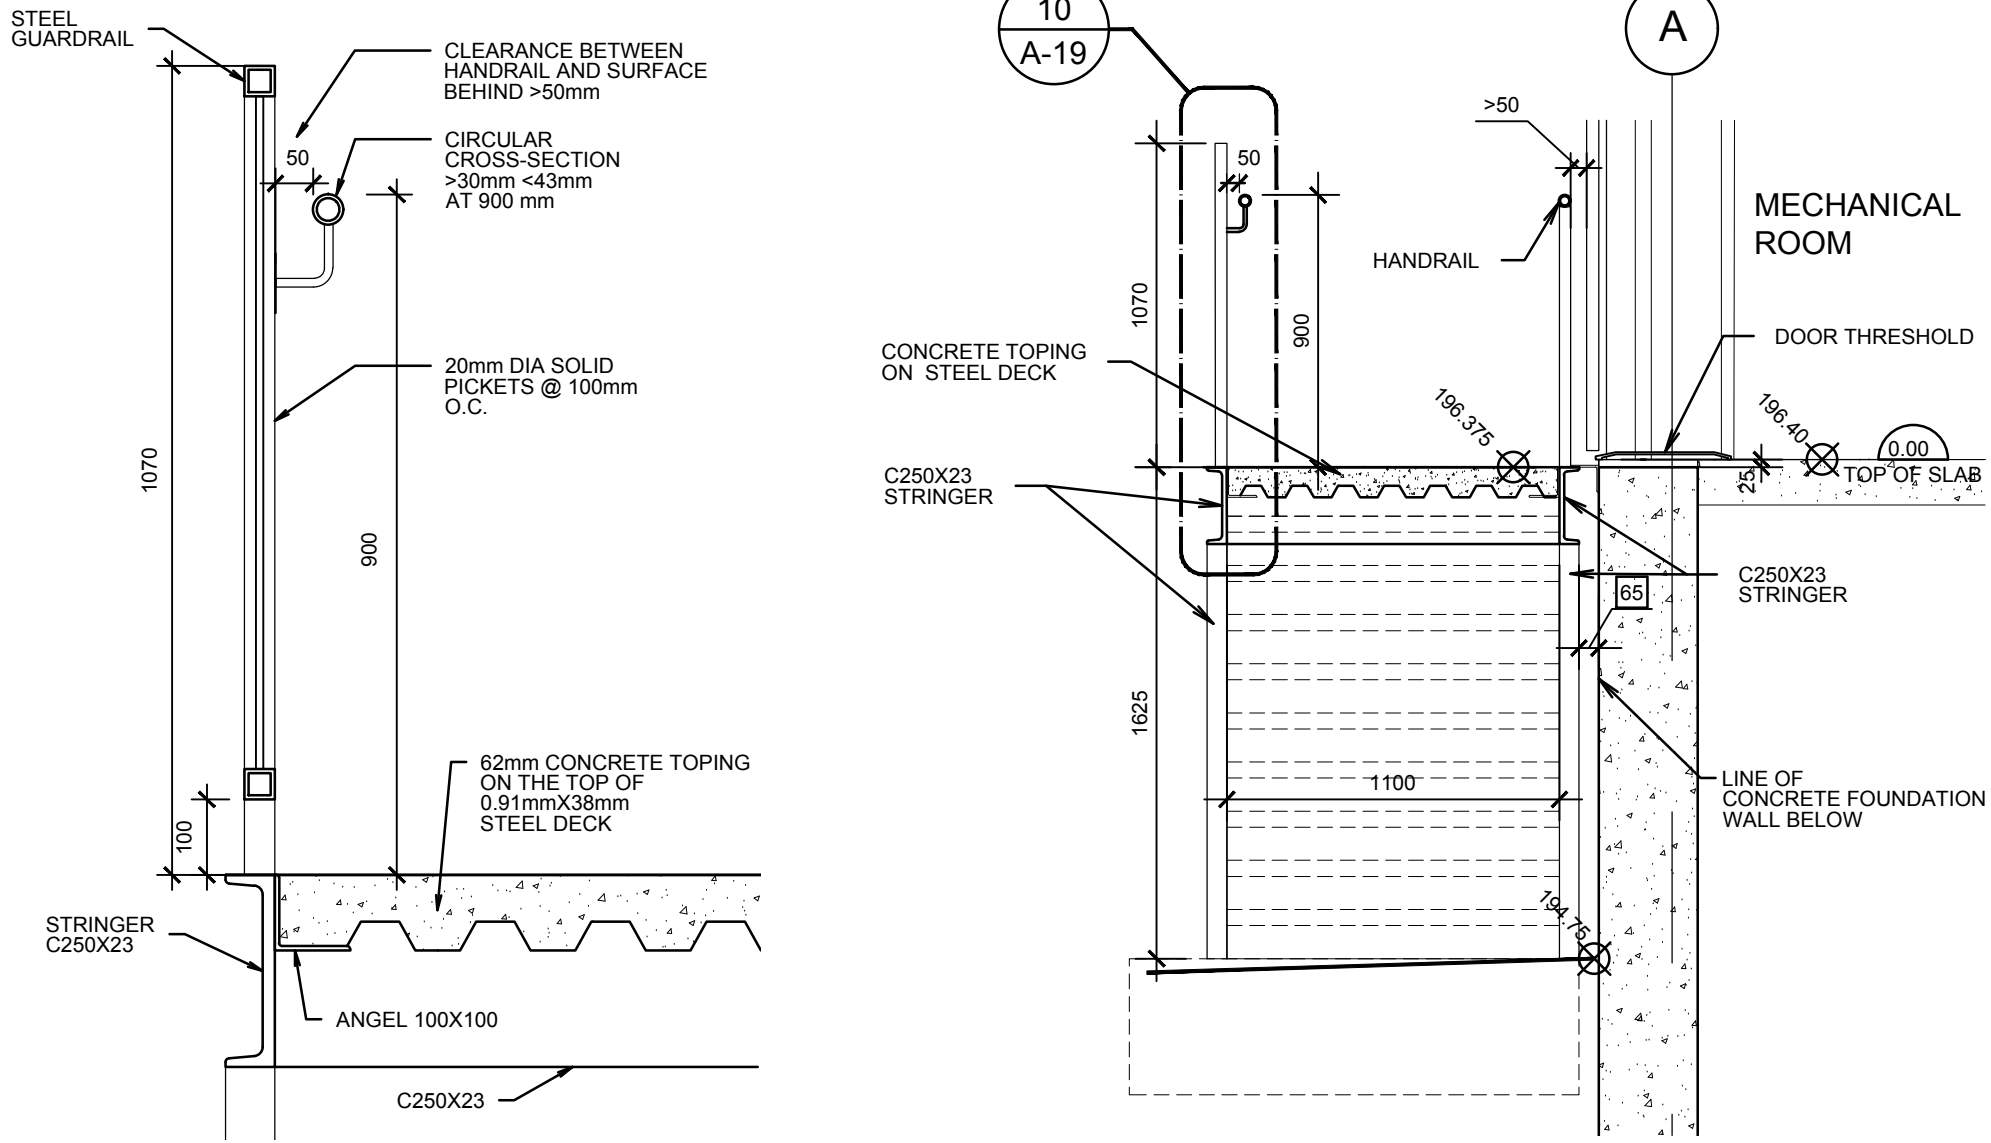 STEEL
GUARDRAIL
CLEARANCE BETWEEN
HANDRAIL AND SURFACE
BEHIND >50mm
CIRCULAR
CROSS-SECTION
>30mm <43mm
AT 900 mm
50
20mm DIA SOLID
PICKETS @ 100mm
O.C.
1070
900
100
62mm CONCRETE TOPING
ON THE TOP OF
0.91mmX38mm
STEEL DECK
STRINGER
C250X23
ANGEL 100X100
C250X23
10
A-19
A
>50
50
MECHANICAL
ROOM
HANDRAIL
1070
900
DOOR THRESHOLD
CONCRETE TOPING
ON STEEL DECK
196.375
196.40
0.00
TOP OF SLAB
25
C250X23
STRINGER
C250X23
STRINGER
65
1625
1100
LINE OF
CONCRETE FOUNDATION
WALL BELOW
194.75